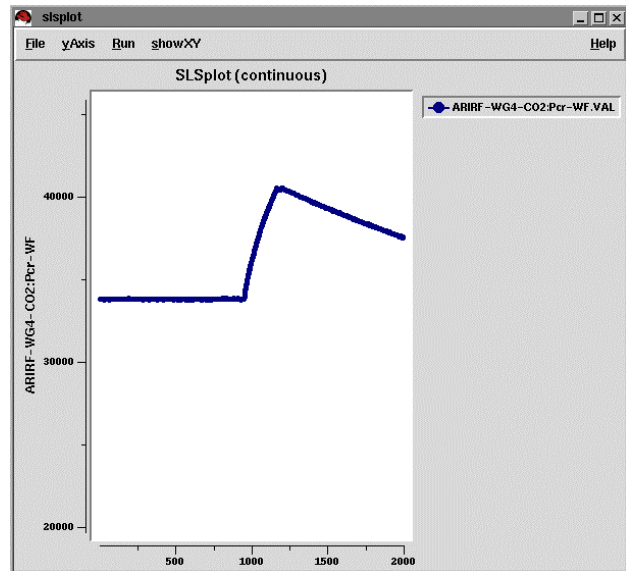 slsplot
File yAxis Run showXY Help
SLSplot (continuous)
ARIRF-WG4-CO2:Pcr-WF.VAL
ARIRF-WG4-CO2:Pcr-WF
40000
30000
20000
500 1000 1500 2000